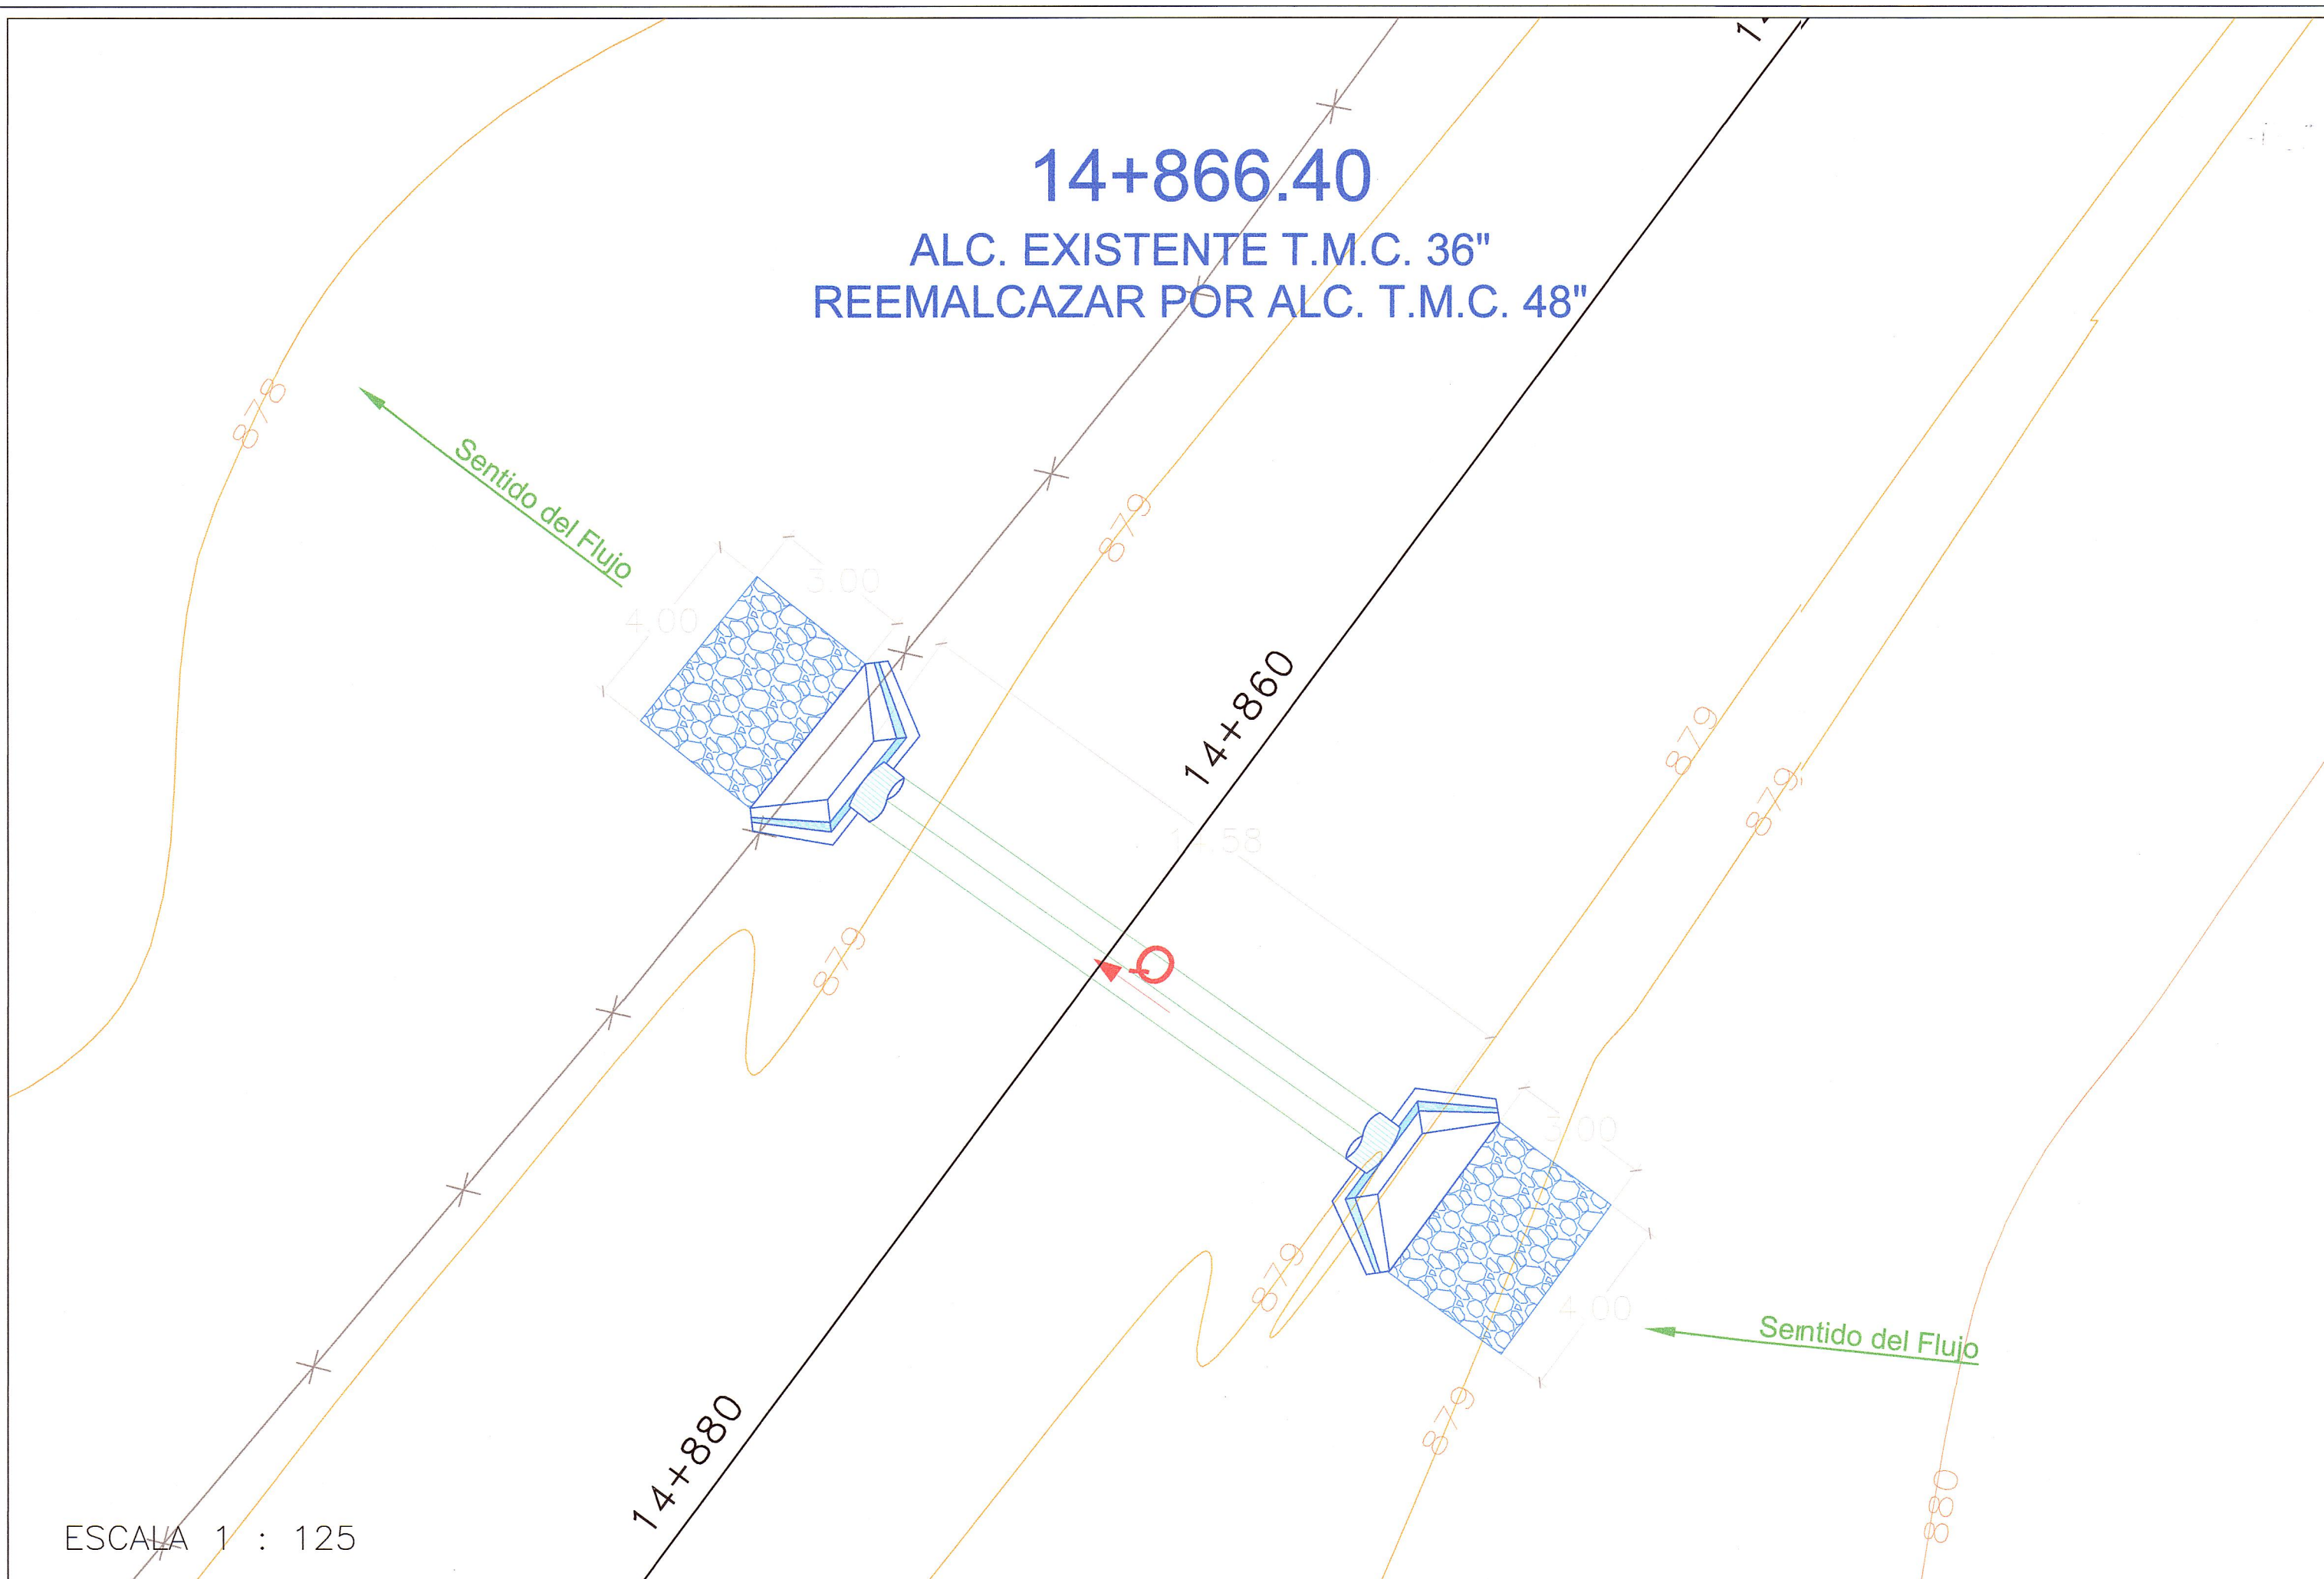 14+866.40
ALC. EXISTENTE T.M.C. 36"
REEMALCAZAR POR ALC. T.M.C. 48"
878
Sentido del Flujo
879
3.00
4.00
14+860
879
879
.58
879
Q
3.00
879
4.00
Sentido del Flujo
879
14+880
880
ESCALA 1 : 125